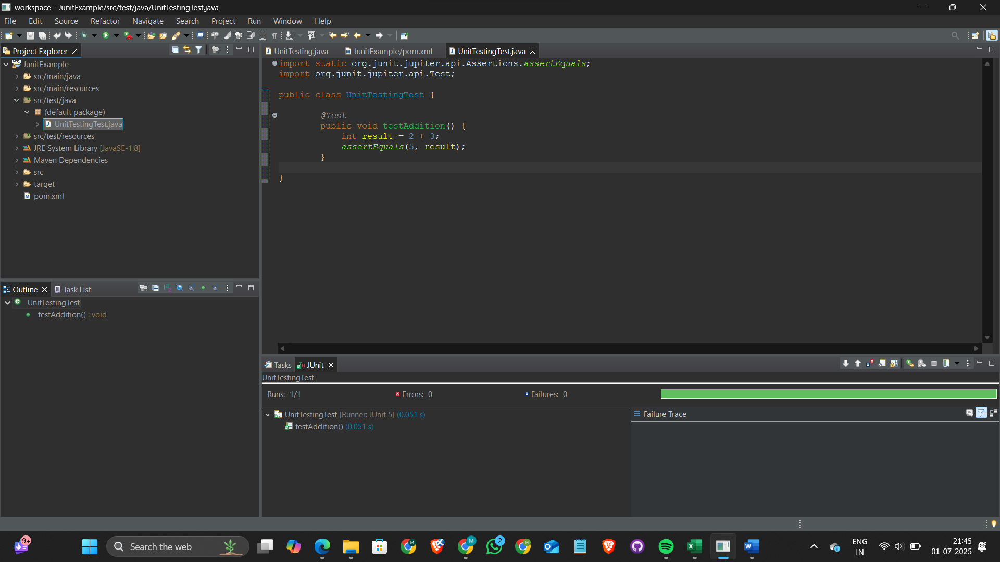 workspace - JunitExample/src/test/java/UnitTestingTest.java
File Edit Source Refactor Navigate Search Project Run Window Help
Project Explorer
JunitExample
src/main/java
src/main/resources
src/test/java
(default package)
UnitTestingTest.java
src/test/resources
JRE System Library [JavaSE-1.8]
Maven Dependencies
src
target
pom.xml
Outline Task List
UnitTestingTest
testAddition() : void
UnitTesting.java JunitExample/pom.xml UnitTestingTest.java
import static org.junit.jupiter.api.Assertions.assertEquals;
import org.junit.jupiter.api.Test;
public class UnitTestingTest {
@Test
public void testAddition() {
int result = 2 + 3;
assertEquals(5, result);
}
}
Tasks JUnit
UnitTestingTest
Runs: 1/1 Errors: 0 Failures: 0
UnitTestingTest [Runner: JUnit 5] (0.051 s)
testAddition() (0.051 s)
Failure Trace
9+
Search the web
M
M
2
M
ENG
IN
21:45
01-07-2025